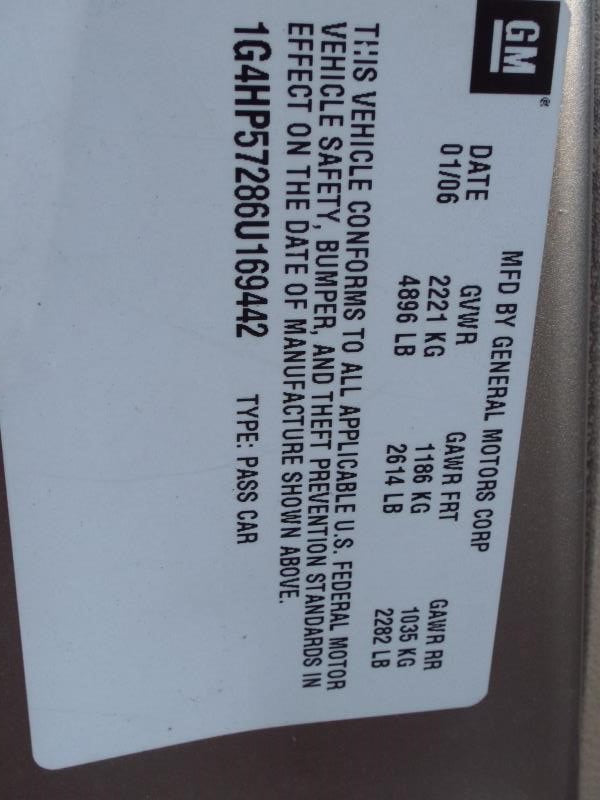 GM®
MFD BY GENERAL MOTORS CORP
DATE GVWR GAWR FRT GAWR RR
01/06 2221 KG 1186 KG 1035 KG
4896 LB 2614 LB 2282 LB
THIS VEHICLE CONFORMS TO ALL APPLICABLE U.S. FEDERAL MOTOR
VEHICLE SAFETY, BUMPER, AND THEFT PREVENTION STANDARDS IN
EFFECT ON THE DATE OF MANUFACTURE SHOWN ABOVE.
1G4HP57286U169442 TYPE: PASS CAR